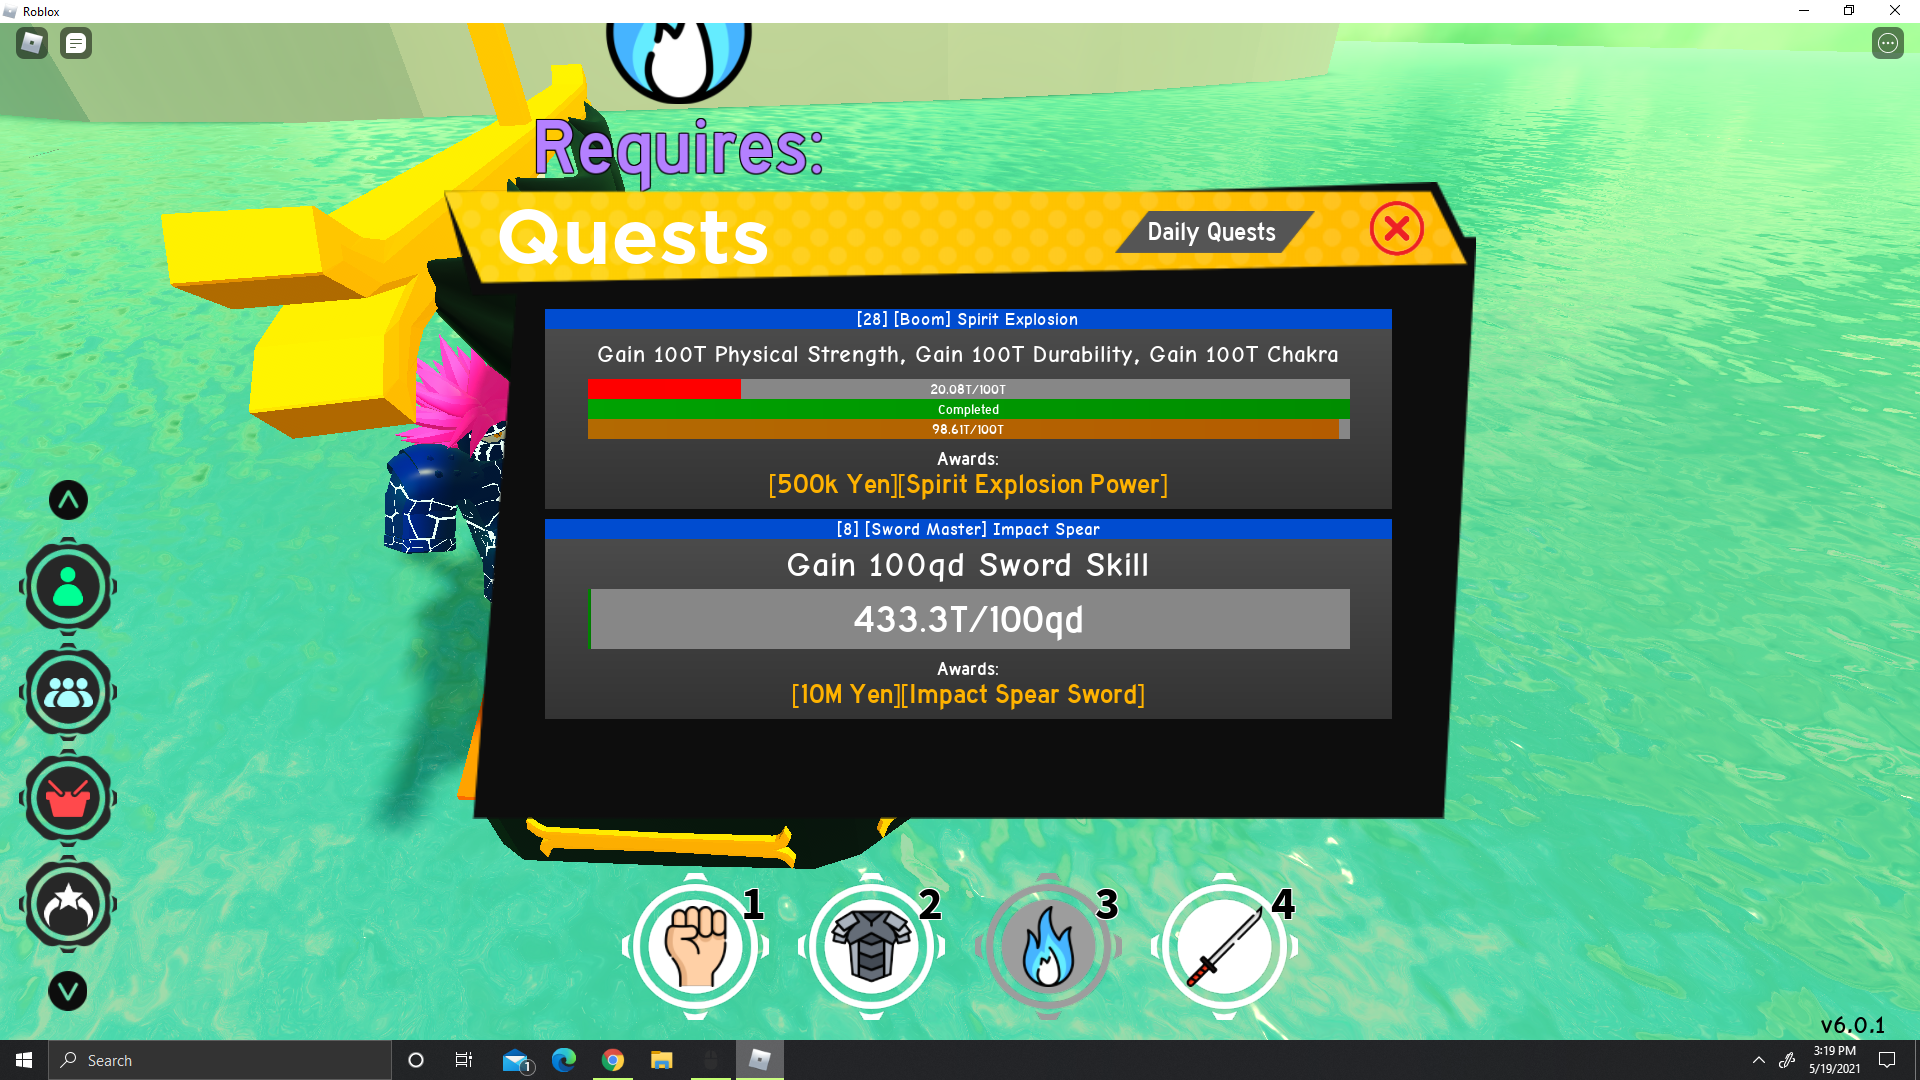 Roblox
Requires:
Quests
Daily Quests
[28] [Boom] Spirit Explosion
Gain 100T Physical Strength, Gain 100T Durability, Gain 100T Chakra
20.08T/100T
Completed
98.61T/100T
Awards:
[500k Yen][Spirit Explosion Power]
[8] [Sword Master] Impact Spear
Gain 100qd Sword Skill
433.3T/100qd
Awards:
[10M Yen][Impact Spear Sword]
1
2
3
4
v6.0.1
Search
1
3:19 PM
5/19/2021